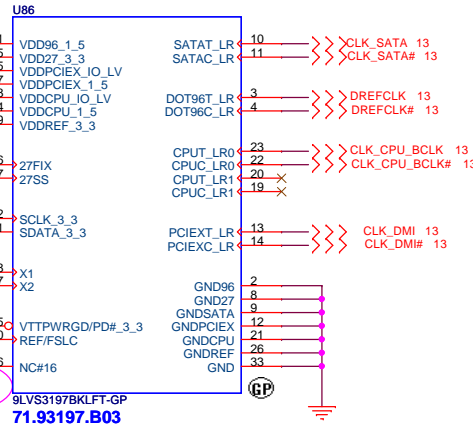 U86
VDD96_1_5
VDD27_3_3
VDDPCIEX_IO_LV
VDDPCIEX_1_5
VDDCPU_IO_LV
VDDCPU_1_5
VDDREF_3_3
27FIX
27SS
SCLK_3_3
SDATA_3_3
X1
X2
VTTPWRGD/PD#_3_3
REF/FSLC
NC#16
SATAT_LR 10 CLK_SATA 13
SATAC_LR 11 CLK_SATA# 13
DOT96T_LR 3 DREFCLK 13
DOT96C_LR 4 DREFCLK# 13
CPUT_LR0 23 CLK_CPU_BCLK 13
CPUC_LR0 22 CLK_CPU_BCLK# 13
CPUT_LR1 20
CPUC_LR1 19
PCIEXT_LR 13 CLK_DMI 13
PCIEXC_LR 14 CLK_DMI# 13
GND96 2
GND27 8
GNDSATA 9
GNDPCIEX 12
GNDCPU 21
GNDREF 26
GND 33
GP
9LVS3197BKLFT-GP
71.93197.B03